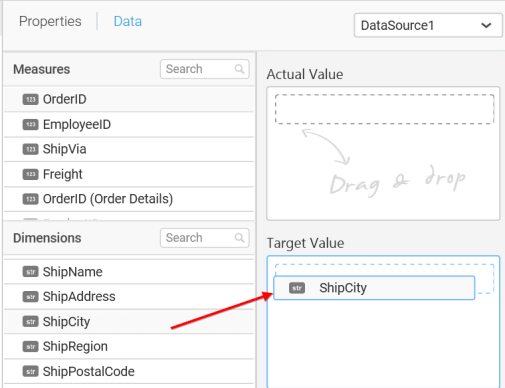 Properties
Data
DataSource1
Measures
Search
123 OrderID
123 EmployeeID
123 ShipVia
123 Freight
123 OrderID (Order Details)
Dimensions
Search
str ShipName
str ShipAddress
str ShipCity
str ShipRegion
str ShipPostalCode
Actual Value
Drag & drop
Target Value
str ShipCity